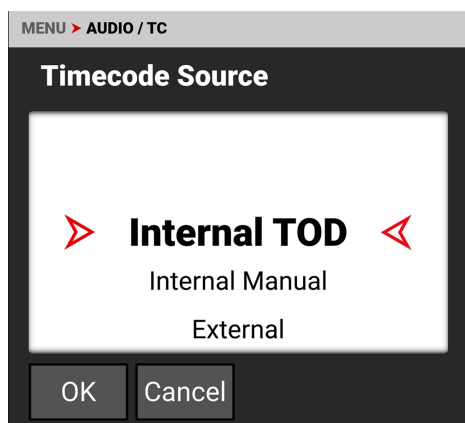 MENU > AUDIO / TC
Timecode Source
Internal TOD
Internal Manual
External
OK Cancel